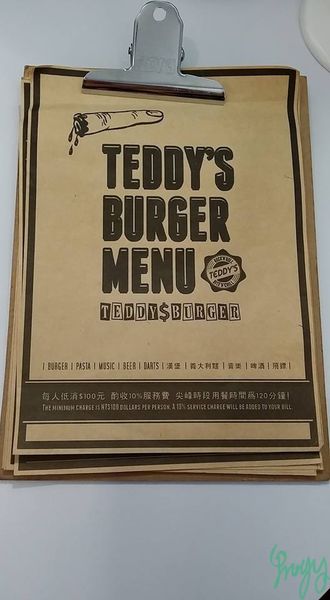 TEDDY'S
BURGER
MENU
TEDDY'S
TEDDY$BURGER
| BURGER | PASTA | MUSIC | BEER | DARTS | 漢堡 | 義大利麵 | 音樂 | 啤酒 | 飛鏢 |
每人低消$100元 酌收10%服務費 尖峰時段用餐時間為120分鐘!
THE MINIMUM CHARGE IS NT$100 DOLLARS PER PERSON. A 10% SERVICE CHARGE WILL BE ADDED TO YOUR BILL.